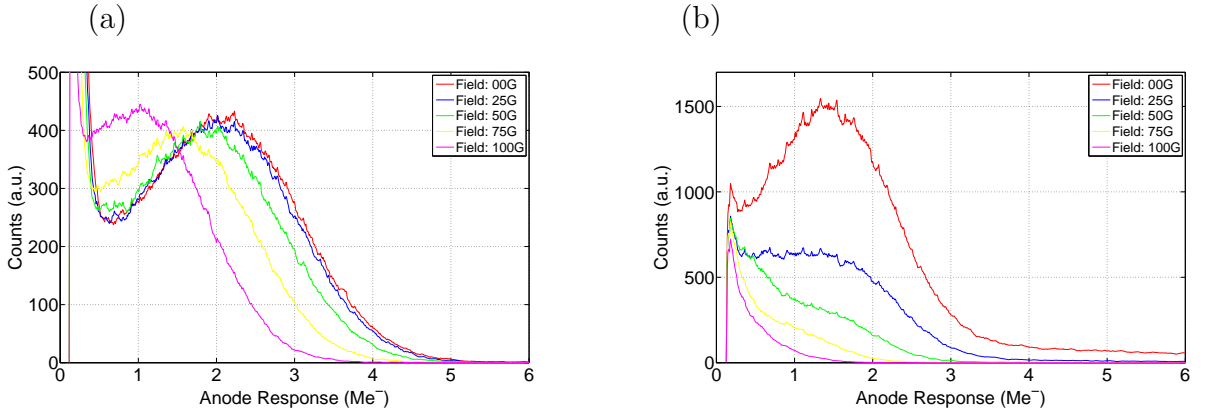 (a)
500
400
300
200
100
0
Counts (a.u.)
0 1 2 3 4 5 6
Anode Response (Me⁻)
Field: 00G
Field: 25G
Field: 50G
Field: 75G
Field: 100G
(b)
1500
1000
500
0
Counts (a.u.)
0 1 2 3 4 5 6
Anode Response (Me⁻)
Field: 00G
Field: 25G
Field: 50G
Field: 75G
Field: 100G